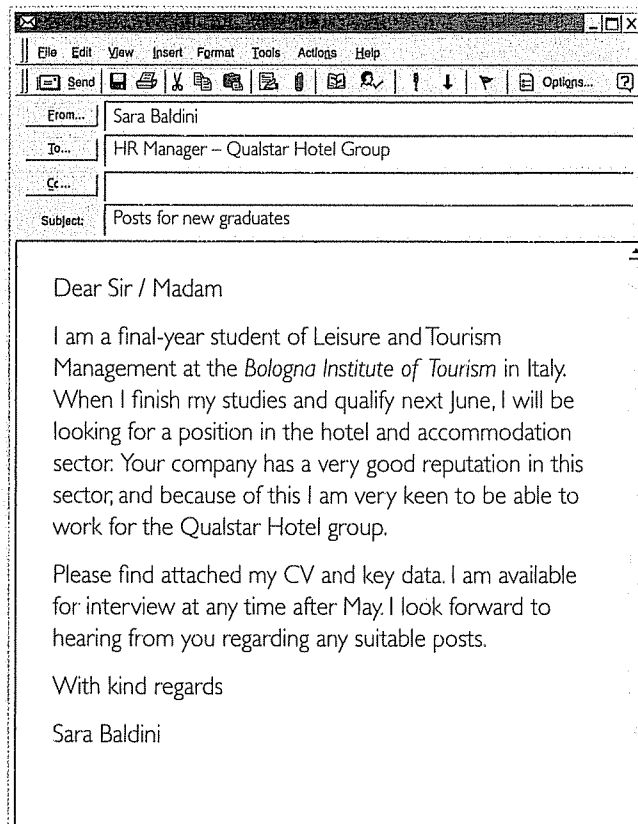 File Edit View Insert Format Tools Actions Help
Send Options...
From... Sara Baldini
To... HR Manager – Qualstar Hotel Group
Cc...
Subject: Posts for new graduates
Dear Sir / Madam
I am a final-year student of Leisure and Tourism
Management at the Bologna Institute of Tourism in Italy.
When I finish my studies and qualify next June, I will be
looking for a position in the hotel and accommodation
sector. Your company has a very good reputation in this
sector, and because of this I am very keen to be able to
work for the Qualstar Hotel group.
Please find attached my CV and key data. I am available
for interview at any time after May. I look forward to
hearing from you regarding any suitable posts.
With kind regards
Sara Baldini